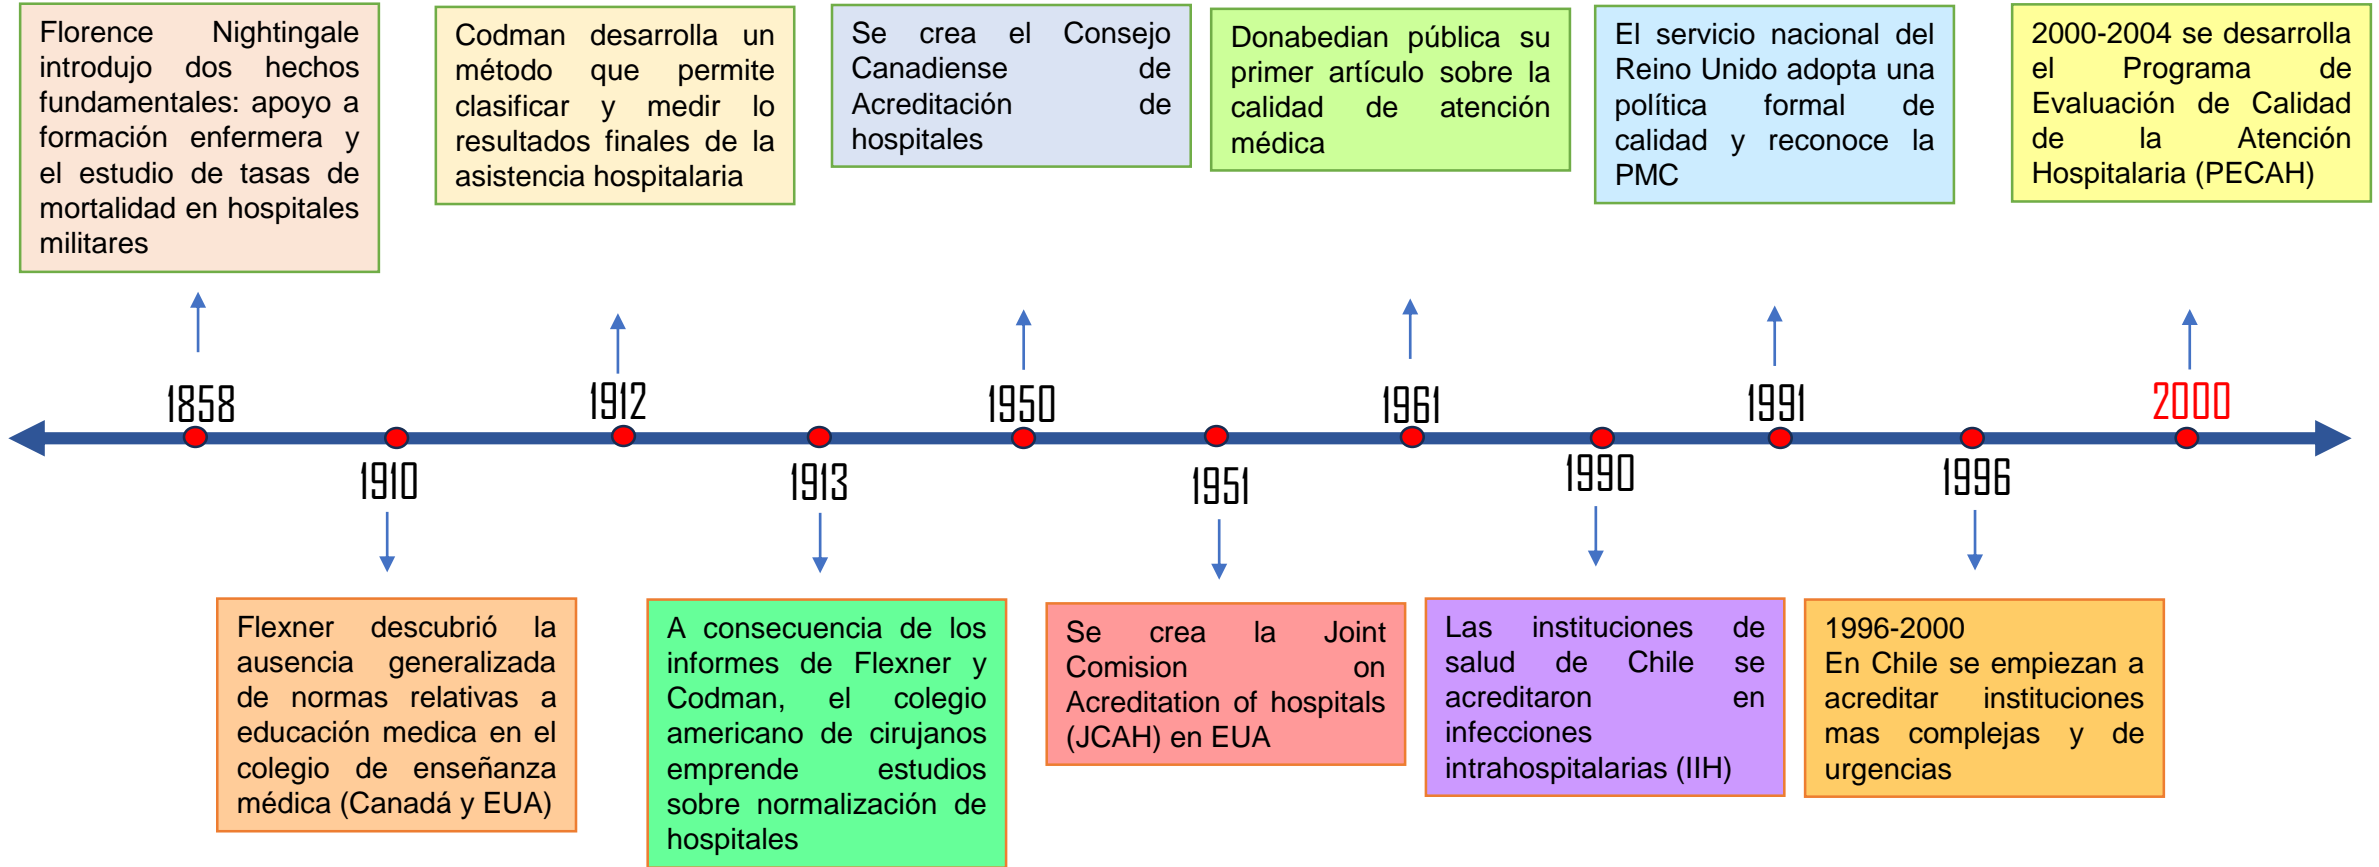 Florence Nightingale
introdujo dos hechos
fundamentales: apoyo a
formación enfermera y
el estudio de tasas de
mortalidad en hospitales
militares
Codman desarrolla un
método que permite
clasificar y medir lo
resultados finales de la
asistencia hospitalaria
Se crea el Consejo
Canadiense de
Acreditación de
hospitales
Donabedian pública su
primer artículo sobre la
calidad de atención
médica
El servicio nacional del
Reino Unido adopta una
política formal de
calidad y reconoce la
PMC
2000-2004 se desarrolla
el Programa de
Evaluación de Calidad
de la Atención
Hospitalaria (PECAH)
1858
1912
1950
1961
1991
2000
1910
1913
1951
1990
1996
Flexner descubrió la
ausencia generalizada
de normas relativas a
educación medica en el
colegio de enseñanza
médica (Canadá y EUA)
A consecuencia de los
informes de Flexner y
Codman, el colegio
americano de cirujanos
emprende estudios
sobre normalización de
hospitales
Se crea la Joint
Comision on
Acreditation of hospitals
(JCAH) en EUA
Las instituciones de
salud de Chile se
acreditaron en
infecciones
intrahospitalarias (IIH)
1996-2000
En Chile se empiezan a
acreditar instituciones
mas complejas y de
urgencias